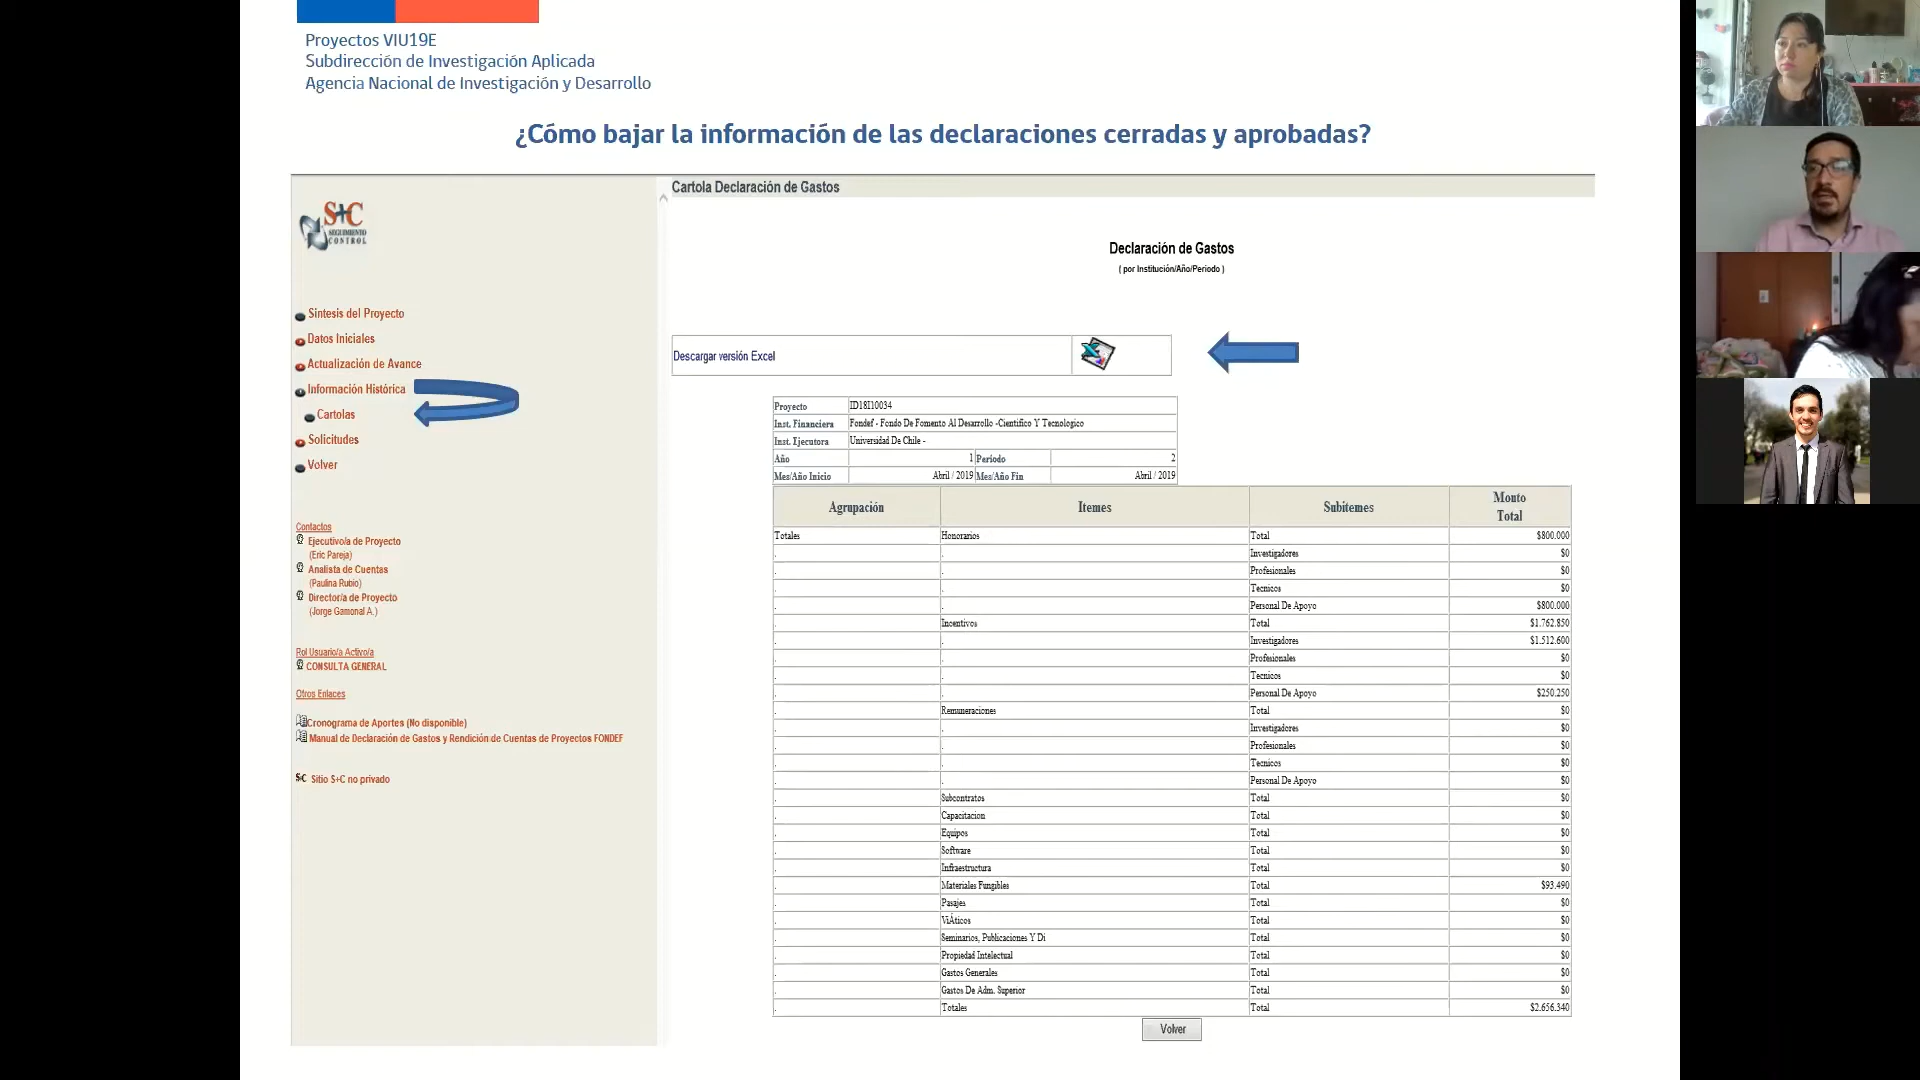 Proyectos VIU19E
Subdirección de Investigación Aplicada
Agencia Nacional de Investigación y Desarrollo
¿Cómo bajar la información de las declaraciones cerradas y aprobadas?
S+C
SEGUIMIENTO
CONTROL
Sintesis del Proyecto
Datos Iniciales
Actualización de Avance
Información Histórica
Cartolas
Solicitudes
Volver
Contactos
Ejecutivo/a de Proyecto
(Eric Pareja)
Analista de Cuentas
(Paulina Rubio)
Director/a de Proyecto
(Jorge Gamonal A.)
Rol Usuario/a Activo/a
CONSULTA GENERAL
Otros Enlaces
Cronograma de Aportes (No disponible)
Manual de Declaración de Gastos y Rendición de Cuentas de Proyectos FONDEF
S+C Sitio S+C no privado
Cartola Declaración de Gastos
Declaración de Gastos
( por Institución/Año/Periodo )
Descargar versión Excel
Proyecto ID18I10034
Inst. Financiera Fondef - Fondo De Fomento Al Desarrollo -Cientifico Y Tecnologico
Inst. Ejecutora Universidad De Chile -
Año 1 Periodo 2
Mes/Año Inicio Abril / 2019 Mes/Año Fin Abril / 2019
Agrupación Itemes Subitemes Monto Total
Totales Honorarios Total $800.000
. . Investigadores $0
. . Profesionales $0
. . Tecnicos $0
. . Personal De Apoyo $800.000
. Incentivos Total $1.762.850
. . Investigadores $1.512.600
. . Profesionales $0
. . Tecnicos $0
. . Personal De Apoyo $250.250
. Remuneraciones Total $0
. . Investigadores $0
. . Profesionales $0
. . Tecnicos $0
. . Personal De Apoyo $0
. Subcontratos Total $0
. Capacitacion Total $0
. Equipos Total $0
. Software Total $0
. Infraestructura Total $0
. Materiales Fungibles Total $93.490
. Pasajes Total $0
. ViÁticos Total $0
. Seminarios, Publicaciones Y Di Total $0
. Propiedad Intelectual Total $0
. Gastos Generales Total $0
. Gastos De Adm. Superior Total $0
. Totales Total $2.656.340
Volver